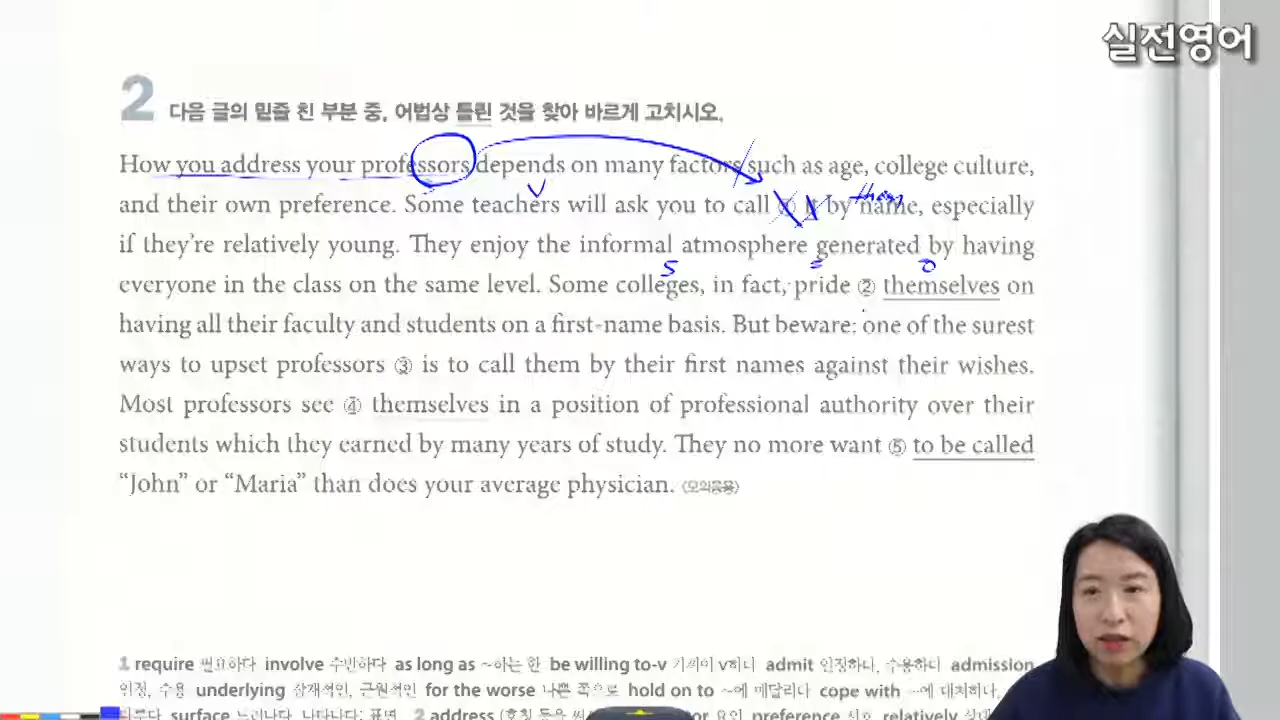 실전영어
2 다음 글의 밑줄 친 부분 중, 어법상 틀린 것을 찾아 바르게 고치시오.
How you address your professors depends on many factors such as age, college culture,
and their own preference. Some teachers will ask you to call ① it by name, especially
them
if they're relatively young. They enjoy the informal atmosphere generated by having
S = O
everyone in the class on the same level. Some colleges, in fact, pride ② themselves on
having all their faculty and students on a first-name basis. But beware: one of the surest
ways to upset professors ③ is to call them by their first names against their wishes.
Most professors see ④ themselves in a position of professional authority over their
students which they earned by many years of study. They no more want ⑤ to be called
“John” or “Maria” than does your average physician. (모의응용)
1 require 필요하다 involve 수반하다 as long as ~하는 한 be willing to-v 기꺼이 v하다 admit 인정하다, 수용하다 admission
인정, 수용 underlying 잠재적인, 근원적인 for the worse 나쁜 쪽으로 hold on to ~에 매달리다 cope with ~에 대처하다,
surface 2 address preference relatively